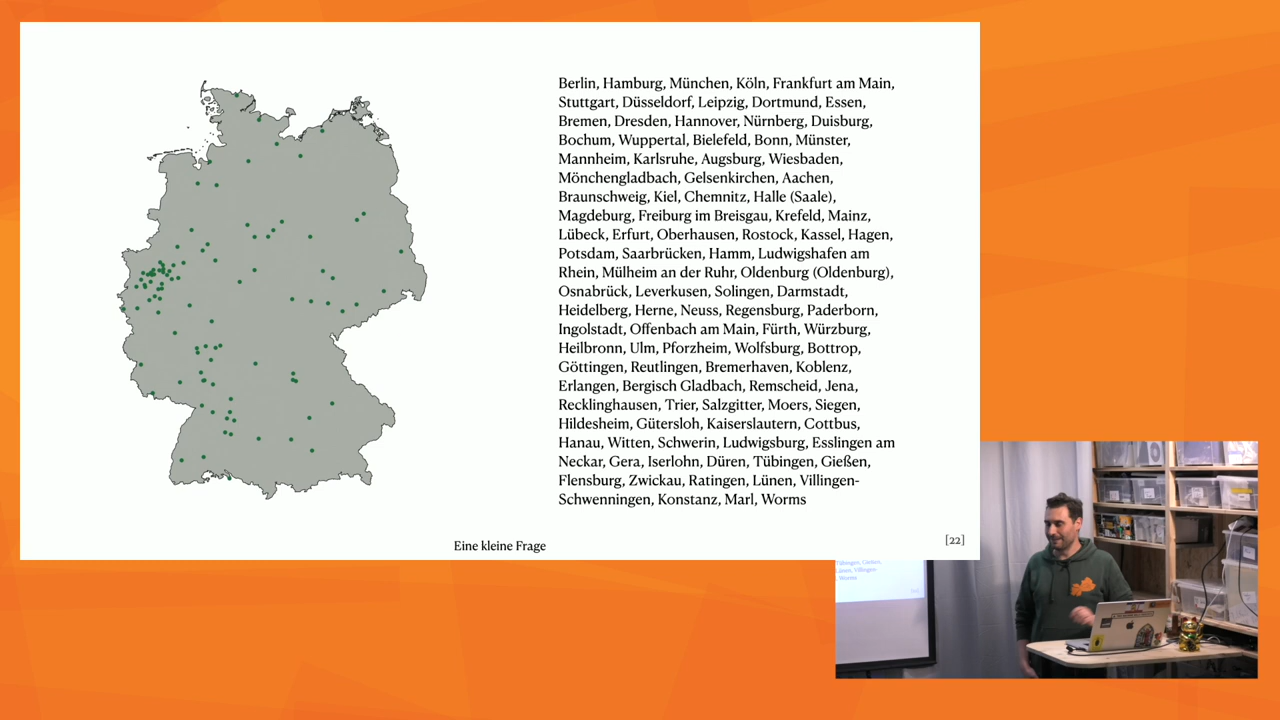 Berlin, Hamburg, München, Köln, Frankfurt am Main,
Stuttgart, Düsseldorf, Leipzig, Dortmund, Essen,
Bremen, Dresden, Hannover, Nürnberg, Duisburg,
Bochum, Wuppertal, Bielefeld, Bonn, Münster,
Mannheim, Karlsruhe, Augsburg, Wiesbaden,
Mönchengladbach, Gelsenkirchen, Aachen,
Braunschweig, Kiel, Chemnitz, Halle (Saale),
Magdeburg, Freiburg im Breisgau, Krefeld, Mainz,
Lübeck, Erfurt, Oberhausen, Rostock, Kassel, Hagen,
Potsdam, Saarbrücken, Hamm, Ludwigshafen am
Rhein, Mülheim an der Ruhr, Oldenburg (Oldenburg),
Osnabrück, Leverkusen, Solingen, Darmstadt,
Heidelberg, Herne, Neuss, Regensburg, Paderborn,
Ingolstadt, Offenbach am Main, Fürth, Würzburg,
Heilbronn, Ulm, Pforzheim, Wolfsburg, Bottrop,
Göttingen, Reutlingen, Bremerhaven, Koblenz,
Erlangen, Bergisch Gladbach, Remscheid, Jena,
Recklinghausen, Trier, Salzgitter, Moers, Siegen,
Hildesheim, Gütersloh, Kaiserslautern, Cottbus,
Hanau, Witten, Schwerin, Ludwigsburg, Esslingen am
Neckar, Gera, Iserlohn, Düren, Tübingen, Gießen,
Flensburg, Zwickau, Ratingen, Lünen, Villingen-
Schwenningen, Konstanz, Marl, Worms
Eine kleine Frage
[22]
Tübingen, Gießen,
Lünen, Villingen-
Worms